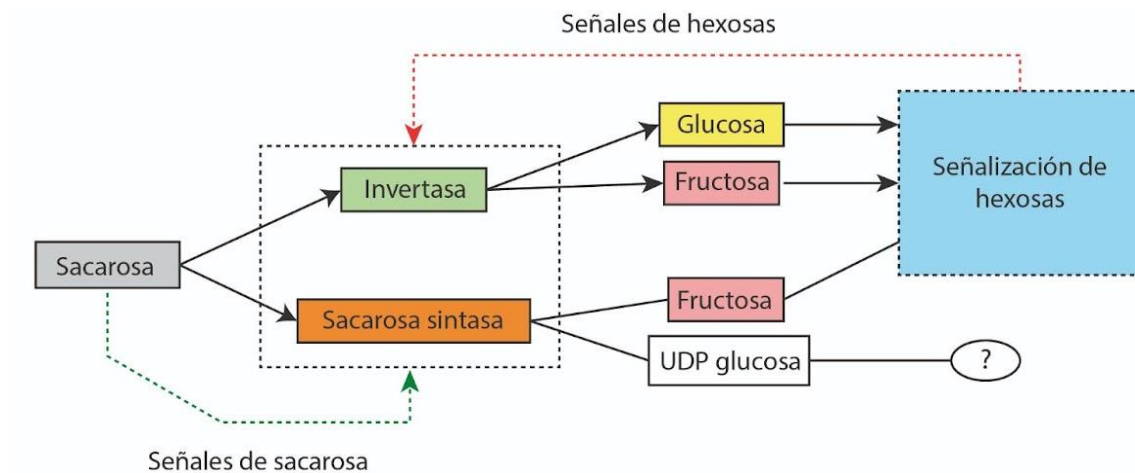 Señales de hexosas
Glucosa
Invertasa
Fructosa
Señalización de
hexosas
Sacarosa
Sacarosa sintasa
Fructosa
UDP glucosa
?
Señales de sacarosa